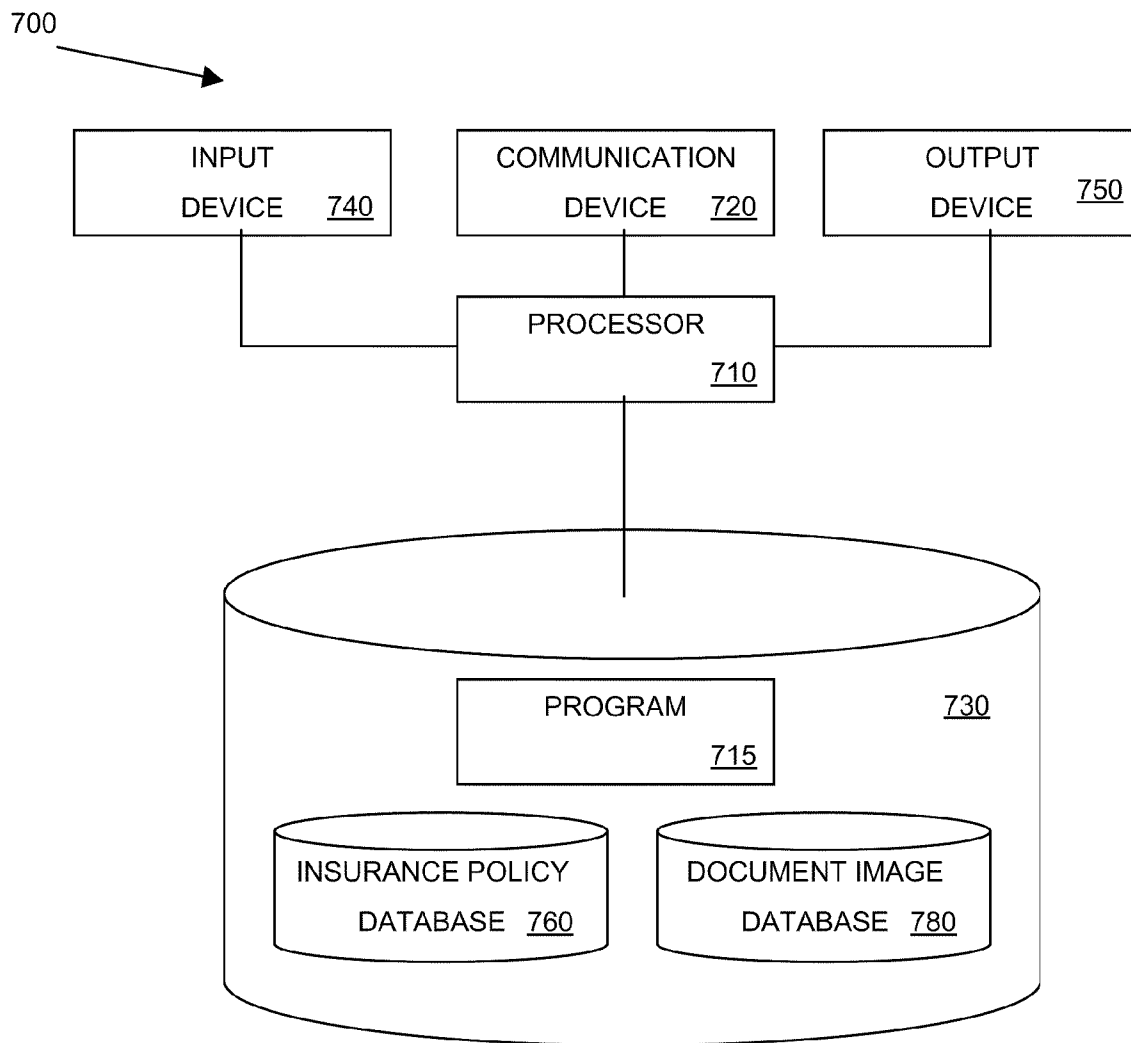 700
INPUT
DEVICE 740
COMMUNICATION
DEVICE 720
OUTPUT
DEVICE 750
PROCESSOR
710
PROGRAM
715
730
INSURANCE POLICY
DATABASE 760
DOCUMENT IMAGE
DATABASE 780